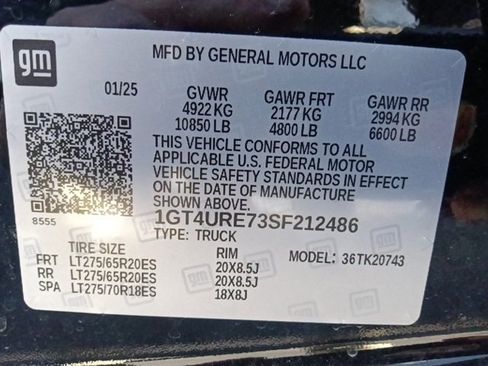 gm
MFD BY GENERAL MOTORS LLC
01/25 GVWR GAWR FRT GAWR RR
4922 KG 2177 KG 2994 KG
10850 LB 4800 LB 6600 LB
THIS VEHICLE CONFORMS TO ALL
APPLICABLE U.S. FEDERAL MOTOR
VEHICLE SAFETY STANDARDS IN EFFECT
ON THE DATE OF MANUFACTURE
SHOWN ABOVE.
8555 1GT4URE73SF212486
TYPE: TRUCK
TIRE SIZE RIM MODEL: 36TK20743
FRT LT275/65R20ES 20X8.5J
RR LT275/65R20ES 20X8.5J
SPA LT275/70R18ES 18X8J